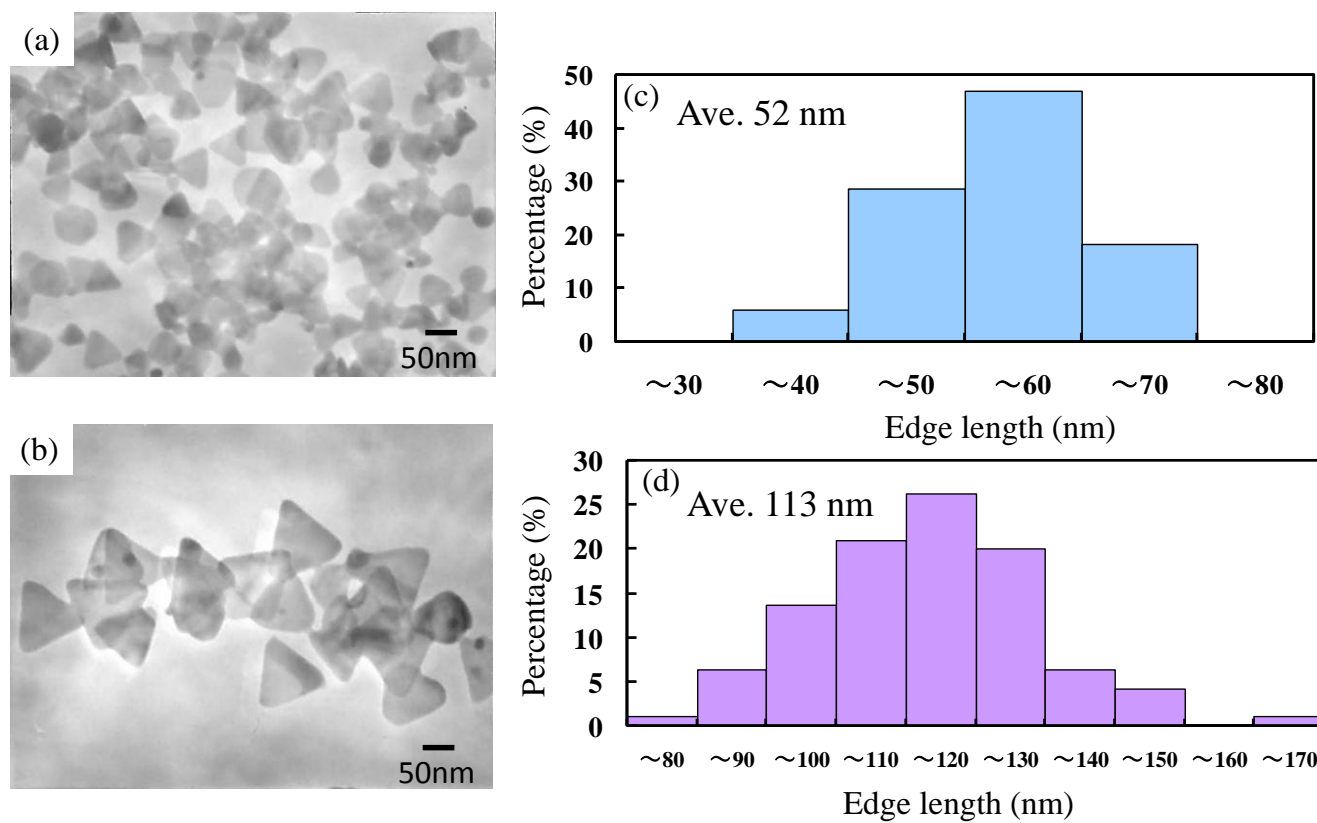 (a)
50nm
(b)
50nm
(c)
Ave. 52 nm
Percentage (%)
50
40
30
20
10
0
～30 ～40 ～50 ～60 ～70 ～80
Edge length (nm)
(d)
Ave. 113 nm
Percentage (%)
30
25
20
15
10
5
0
～80 ～90 ～100 ～110 ～120 ～130 ～140 ～150 ～160 ～170
Edge length (nm)